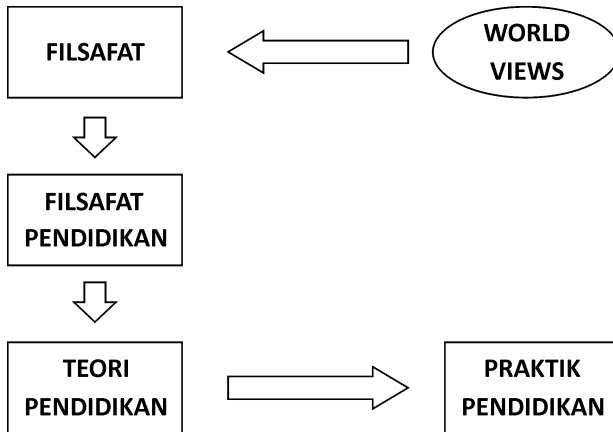 FILSAFAT
WORLD
VIEWS
FILSAFAT
PENDIDIKAN
TEORI
PENDIDIKAN
PRAKTIK
PENDIDIKAN